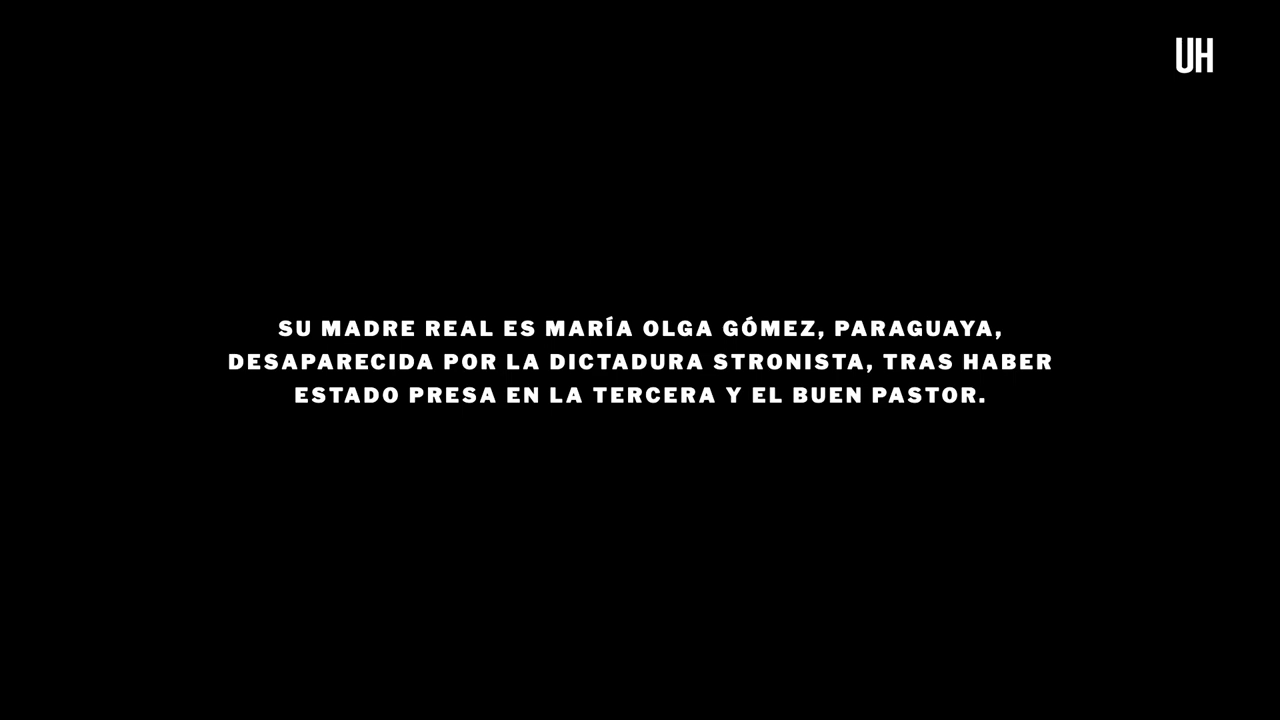 UH
SU MADRE REAL ES MARÍA OLGA GÓMEZ, PARAGUAYA,
DESAPARECIDA POR LA DICTADURA STRONISTA, TRAS HABER
ESTADO PRESA EN LA TERCERA Y EL BUEN PASTOR.